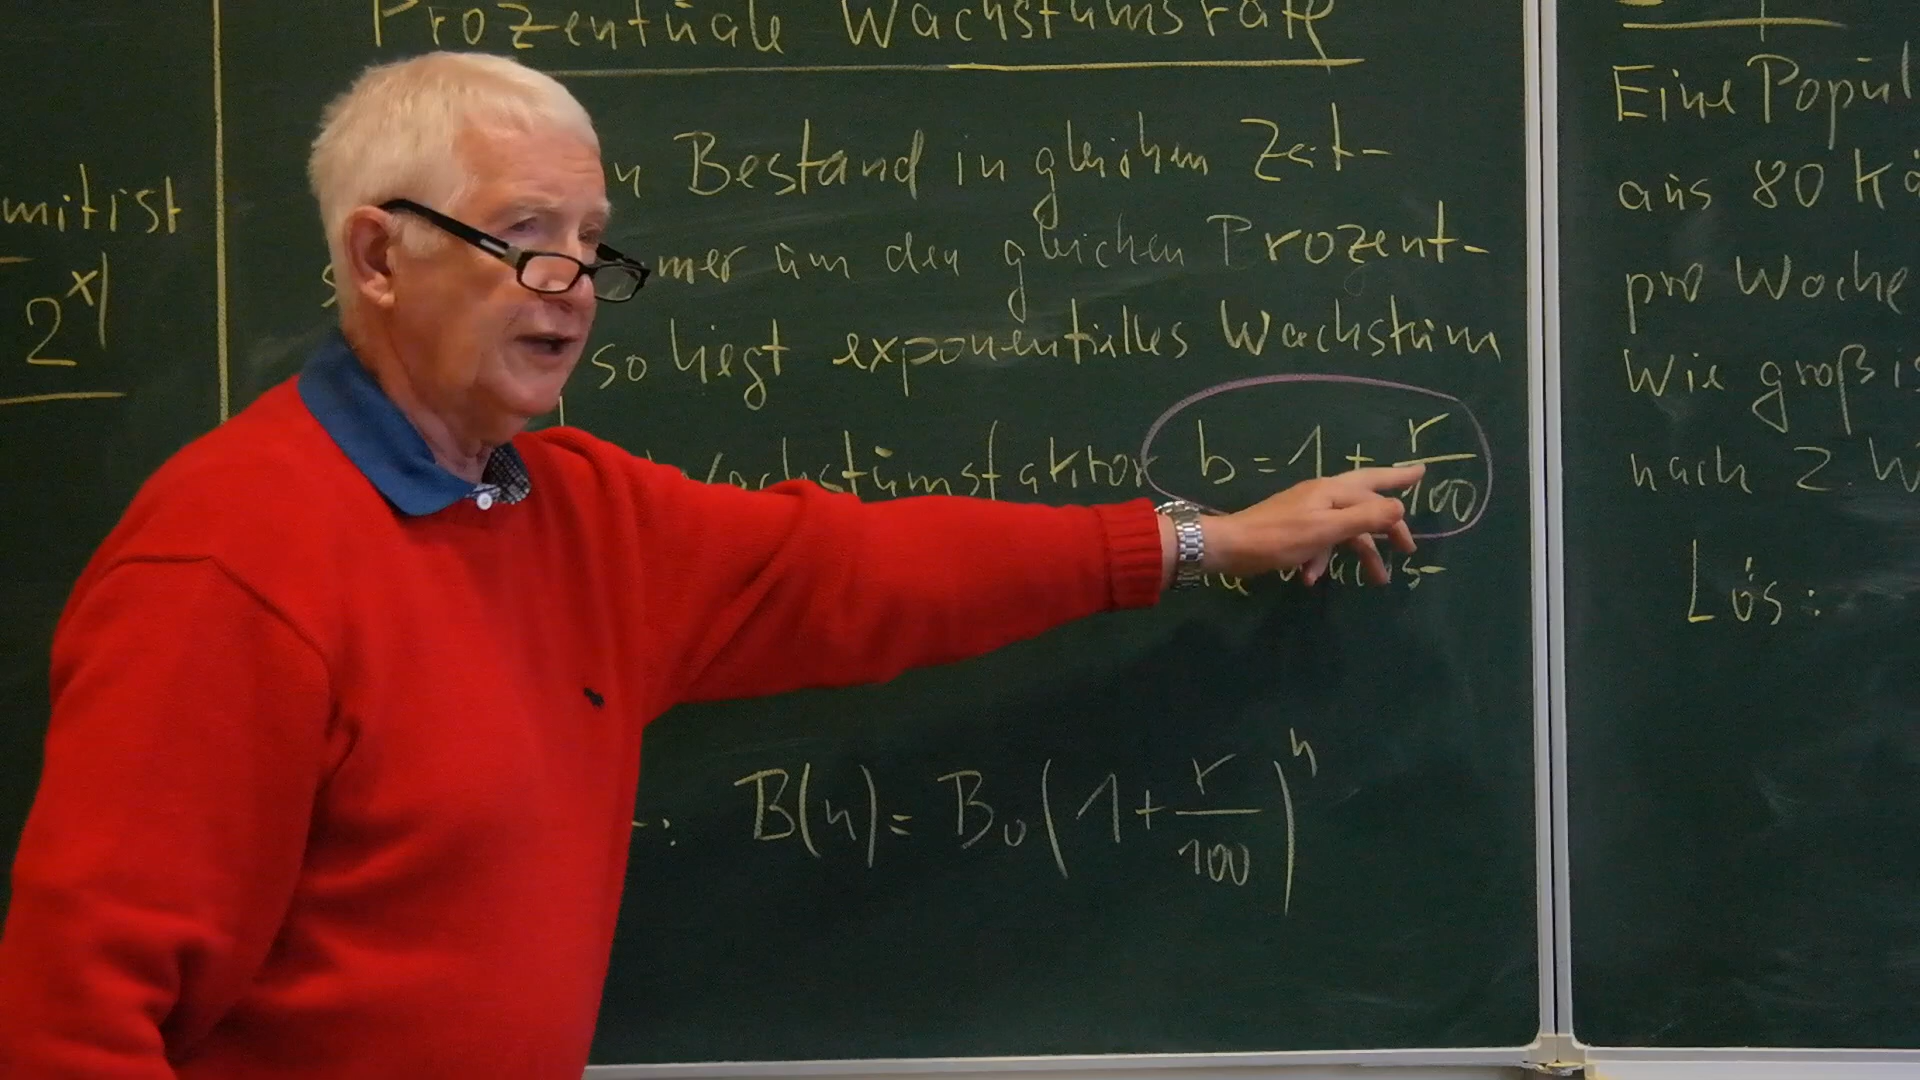 mit ist
2^x
Prozentuale Wachstumsrate
n Bestand in gleichen Zeit-
s mer um den gleichen Prozent-
so liegt exponentielles Wachstum
Wachstumsfaktor b = 1 + r/100
wachs-
: B(n) = B₀(1 + r/100)^n
Eine Popul
aus 80 Kä
pro Woche
Wie groß is
nach 2 W
Lös: